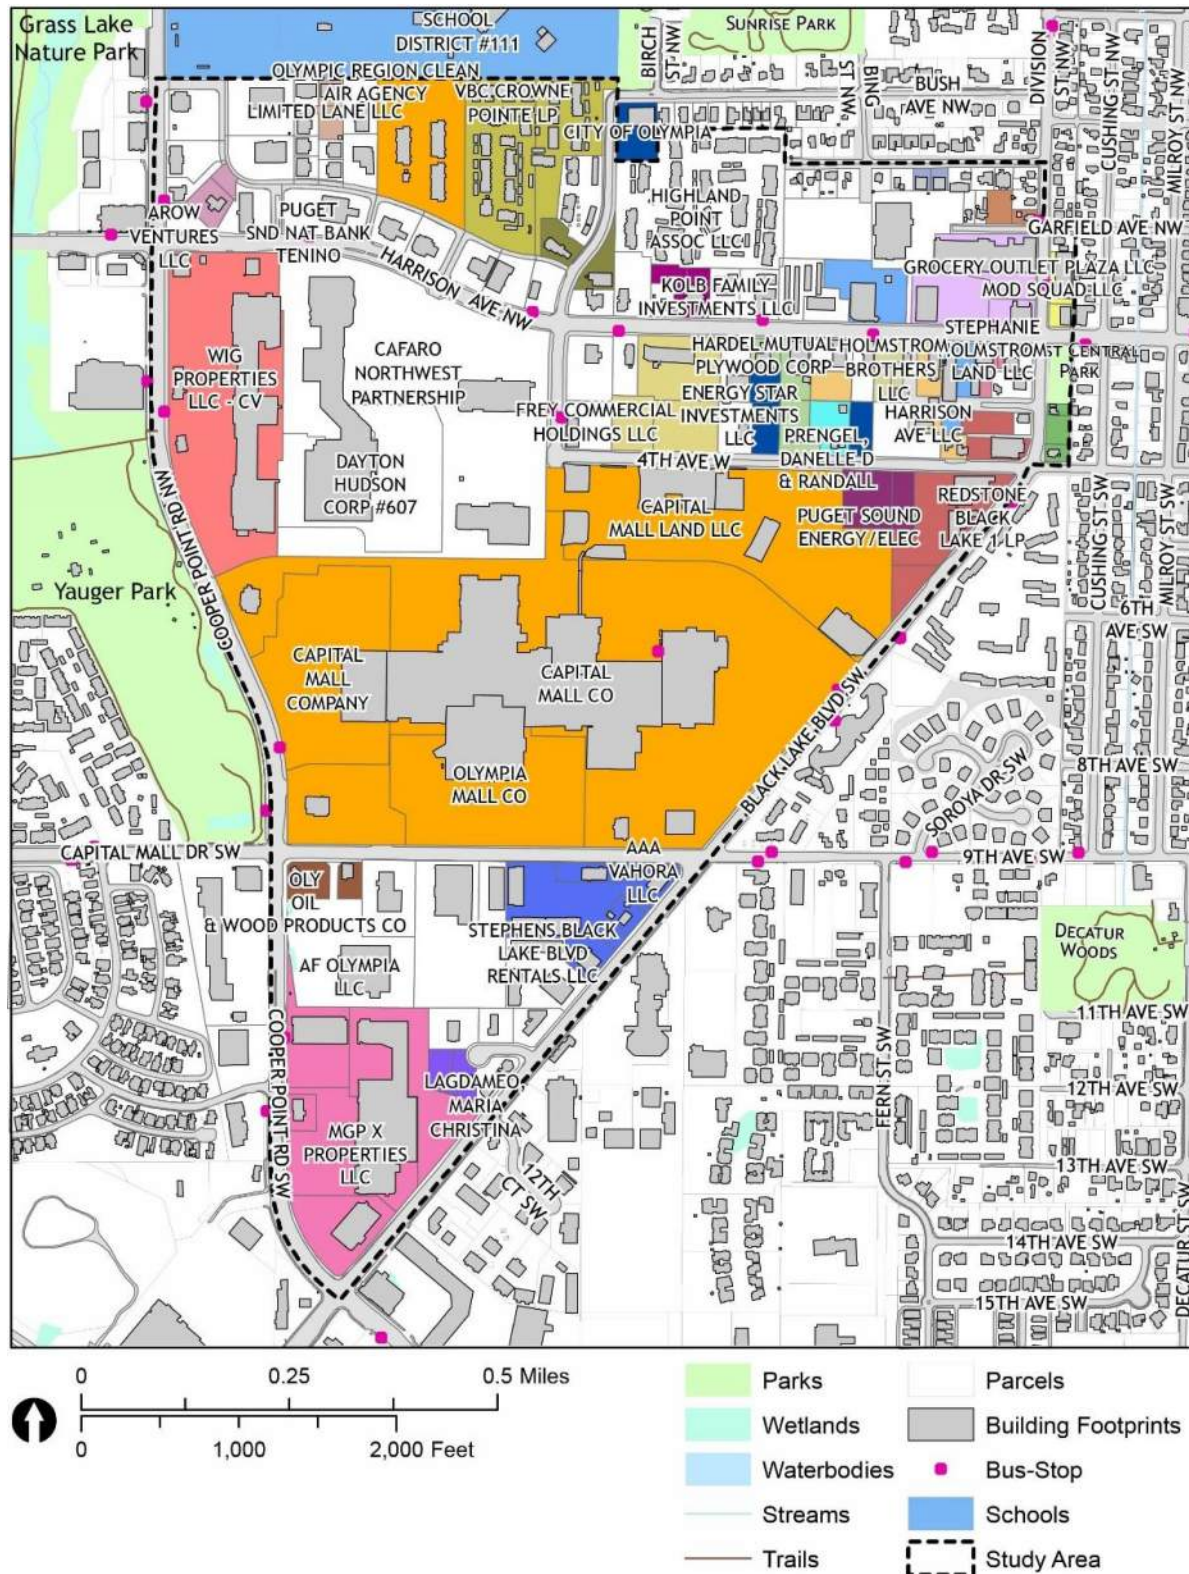 Grass Lake
Nature Park
SCHOOL
DISTRICT #111
SUNRISE PARK
BIRCH
ST NW
ST NW
BING
BUSH
AVE NW
DIVISION
ST NW
CUSHING ST NW
MILROY ST NW
OLYMPIC REGION CLEAN
AIR AGENCY
LIMITED LANE LLC
VBC CROWNE
POINTE LP
CITY OF OLYMPIA
AROW
VENTURES
LLC
PUGET
SND NAT BANK
TENINO
HARRISON AVE NW
HIGHLAND
POINT
ASSOC LLC
GARFIELD AVE NW
GROCERY OUTLET PLAZA LLC
MOD SQUAD LLC
KOLB FAMILY
INVESTMENTS LLC
WIG
PROPERTIES
LLC - CV
CAFARO
NORTHWEST
PARTNERSHIP
HARDEL MUTUAL
PLYWOOD CORP
HOLMSTROM
BROTHERS
LLC
STEPHANIE
HOLMSTROM
LAND LLC
ST CENTRAL
PARK
ENERGY STAR
INVESTMENTS
LLC
FREY COMMERCIAL
HOLDINGS LLC
HARRISON
AVE LLC
PRENGEL,
DANELLE D
& RANDALL
4TH AVE W
DAYTON
HUDSON
CORP #607
CAPITAL
MALL LAND LLC
PUGET SOUND
ENERGY/ELEC
REDSTONE
BLACK
LAKE 1 LP
COOPER POINT RD NW
CUSHING ST SW
MILROY ST SW
Yauger Park
6TH
AVE SW
CAPITAL
MALL
COMPANY
CAPITAL
MALL CO
OLYMPIA
MALL CO
BLACK LAKE BLVD SW
SOROYA DR SW
8TH AVE SW
CAPITAL MALL DR SW
9TH AVE SW
AAA
VAHORA
LLC
OLY
OIL
& WOOD PRODUCTS CO
STEPHENS BLACK
LAKE BLVD
RENTALS LLC
DECATUR
WOODS
AF OLYMPIA
LLC
11TH AVE SW
COOPER POINT RD SW
LAGDAMEO
MARIA
CHRISTINA
FERN ST SW
12TH AVE SW
MGP X
PROPERTIES
LLC
12TH
CT SW
13TH AVE SW
14TH AVE SW
15TH AVE SW
DECATUR ST SW
0 0.25 0.5 Miles
0 1,000 2,000 Feet
Parks
Wetlands
Waterbodies
Streams
Trails
Parcels
Building Footprints
Bus-Stop
Schools
Study Area